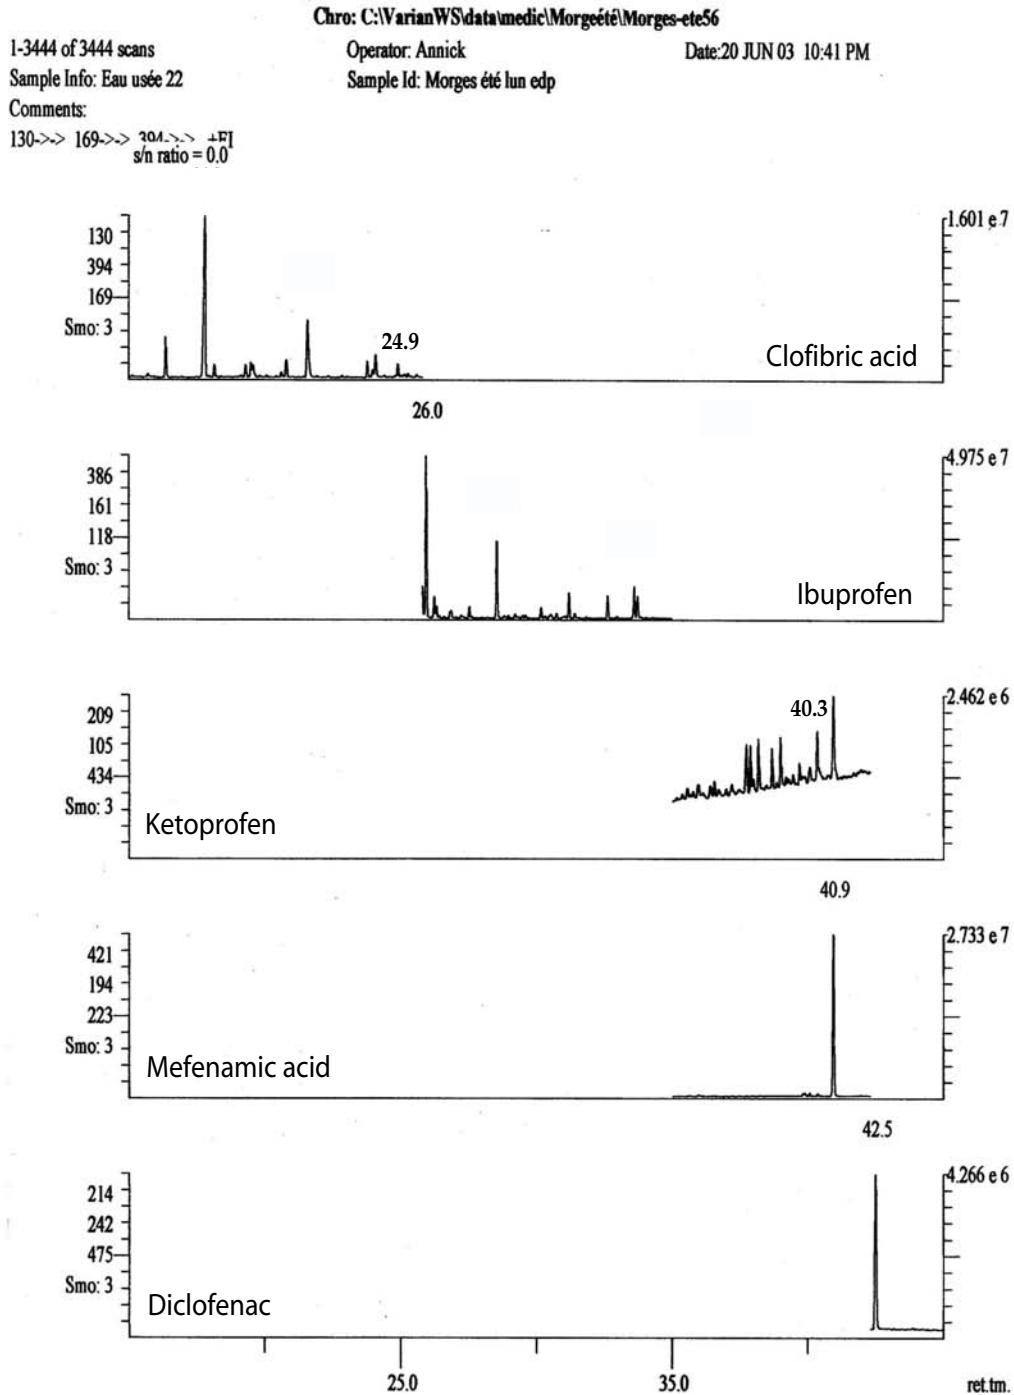 Chro: C:\VarianWS\data\medic\Morgeété\Morges-ete56
1-3444 of 3444 scans Operator: Annick Date:20 JUN 03 10:41 PM
Sample Info: Eau usée 22 Sample Id: Morges été lun edp
Comments:
130->-> 169->-> 394->-> +EI
s/n ratio = 0.0
1.601 e 7
130
394
169
Smo: 3
24.9
Clofibric acid
26.0
4.975 e 7
386
161
118
Smo: 3
Ibuprofen
2.462 e 6
209
105
434
Smo: 3
40.3
Ketoprofen
40.9
2.733 e 7
421
194
223
Smo: 3
Mefenamic acid
42.5
4.266 e 6
214
242
475
Smo: 3
Diclofenac
25.0 35.0 ret.tm.